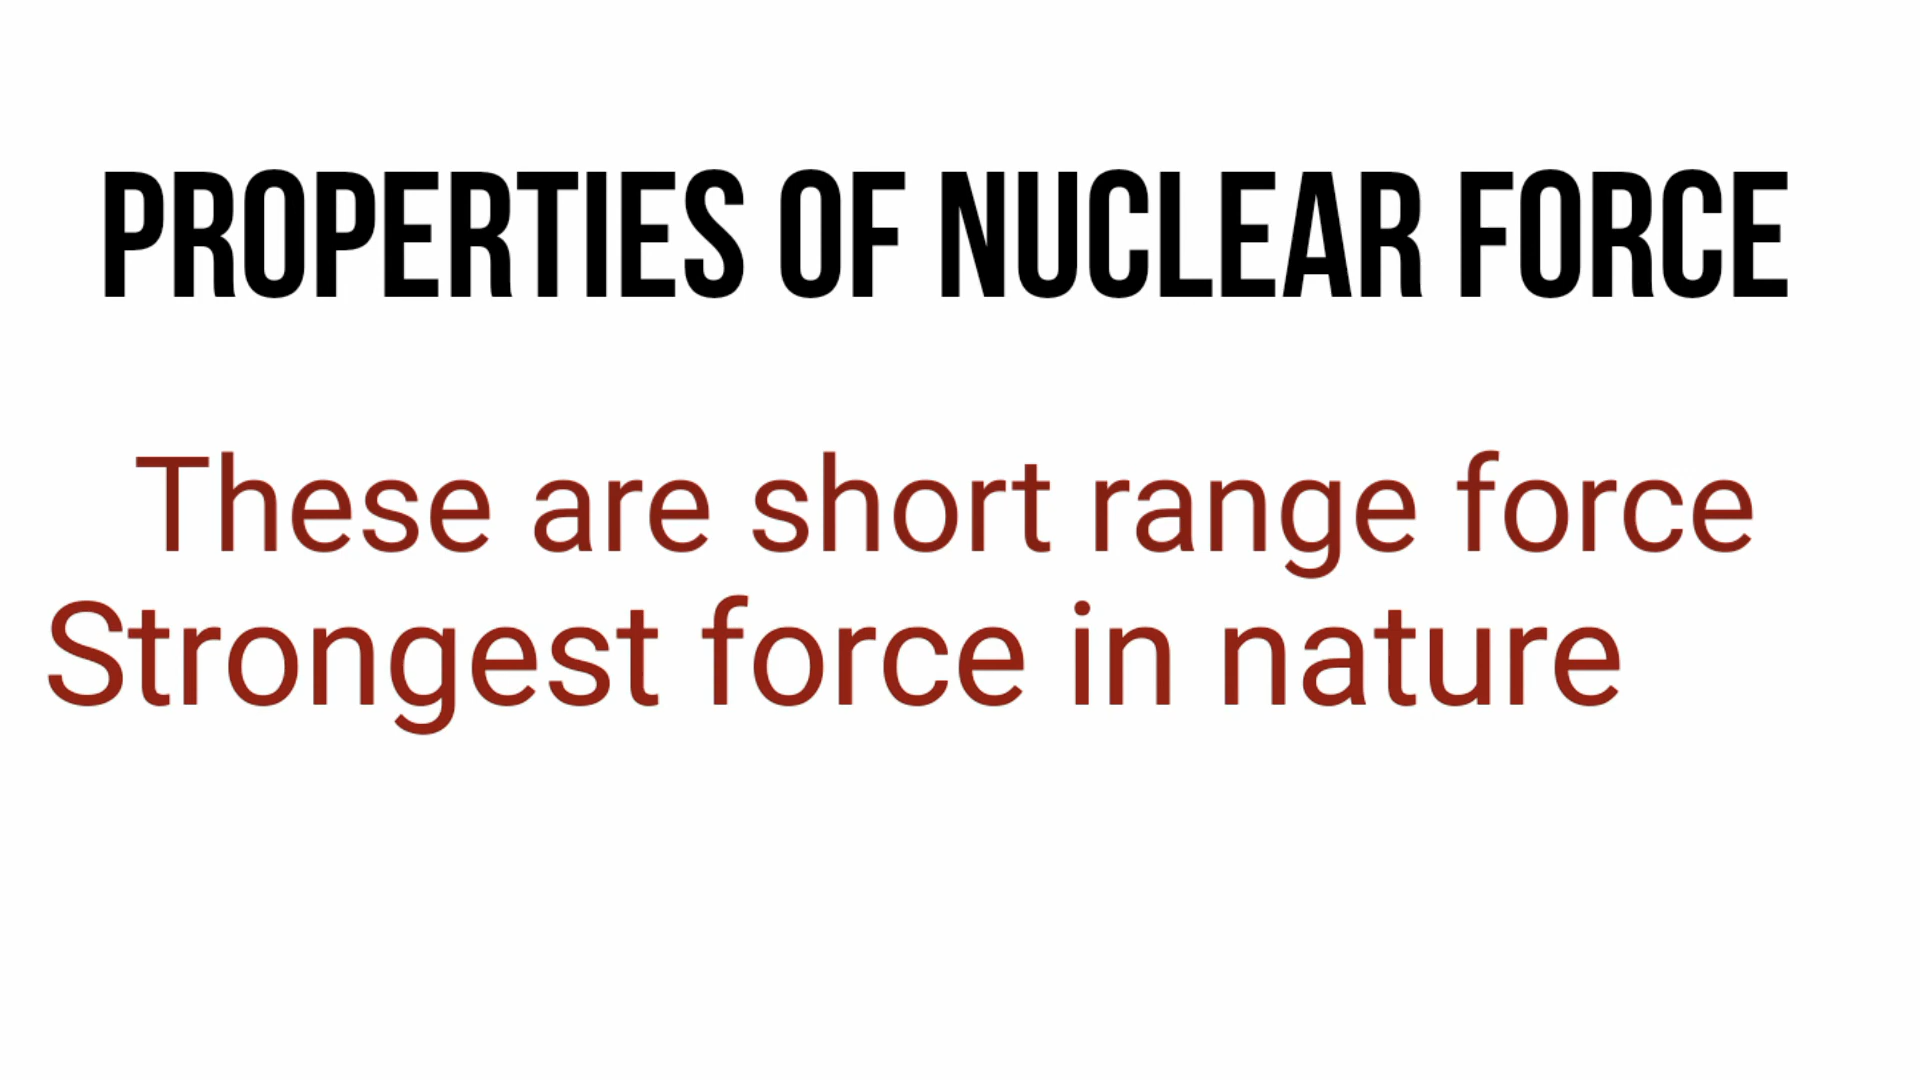 PROPERTIES OF NUCLEAR FORCE
These are short range force
Strongest force in nature